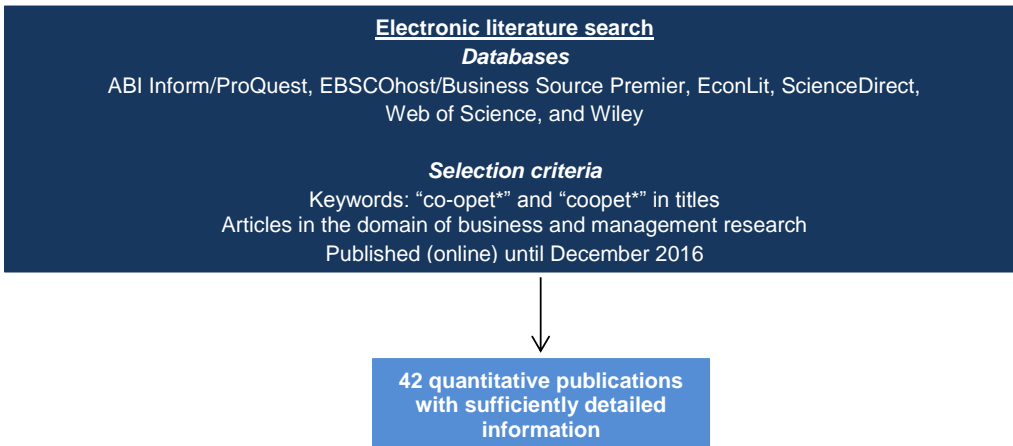 Electronic literature search
Databases
ABI Inform/ProQuest, EBSCOhost/Business Source Premier, EconLit, ScienceDirect,
Web of Science, and Wiley
Selection criteria
Keywords: “co-opet*” and “coopet*” in titles
Articles in the domain of business and management research
Published (online) until December 2016
42 quantitative publications
with sufficiently detailed
information